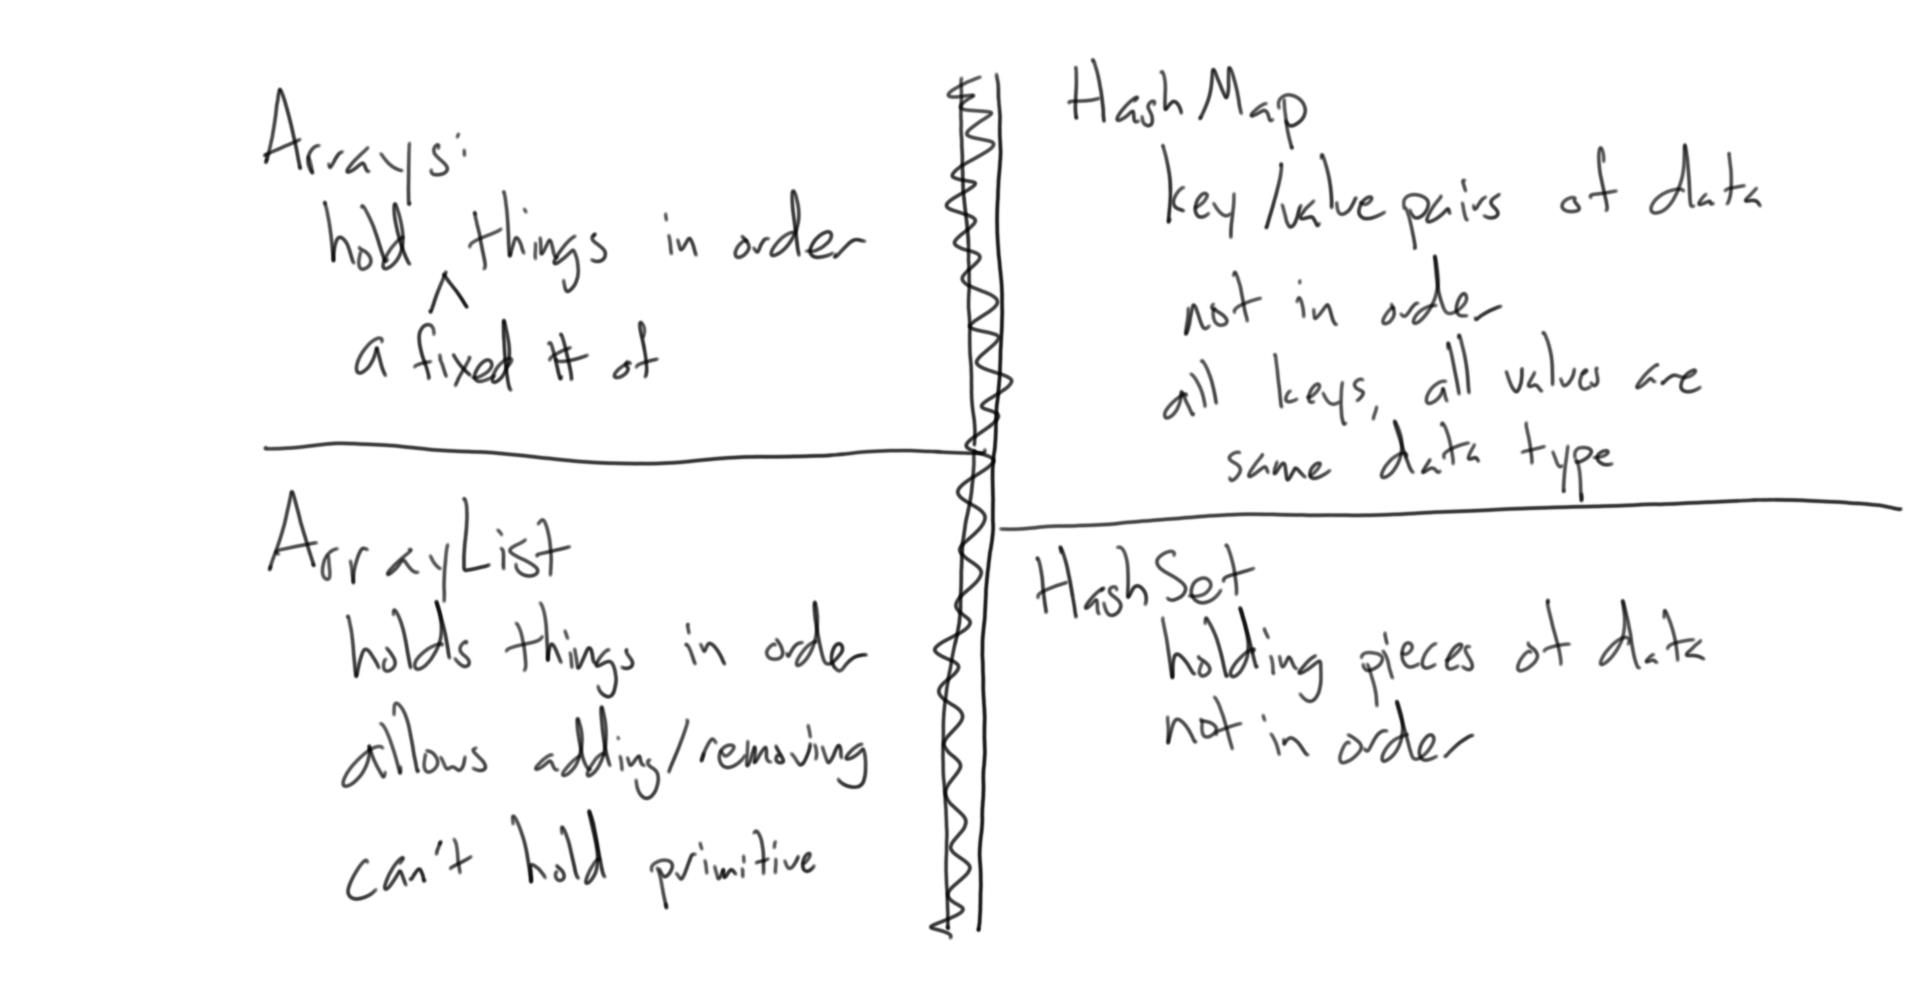 Arrays:
hold things in order
^
a fixed # of
ArrayList
holds things in order
allows adding/removing
can't hold primitive
HashMap
key/value pairs of data
not in order
all keys, all values are
same data type
HashSet
holding pieces of data
not in order